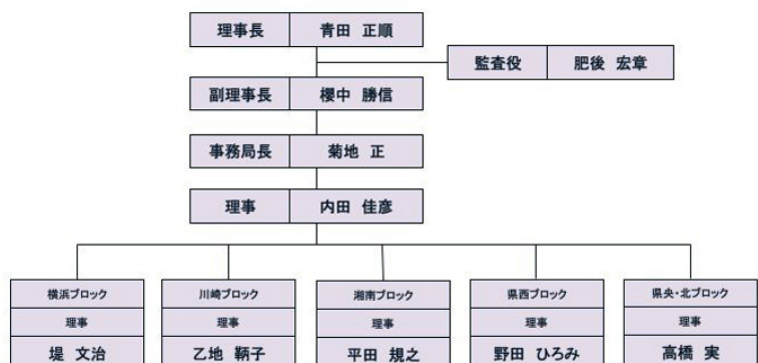 理事長 青田 正順
監査役 肥後 宏章
副理事長 櫻中 勝信
事務局長 菊地 正
理事 内田 佳彦
横浜ブロック 川崎ブロック 湘南ブロック 県西ブロック 県央・北ブロック
理事 理事 理事 理事 理事
堤 文治 乙地 鞆子 平田 規之 野田 ひろみ 高橋 実